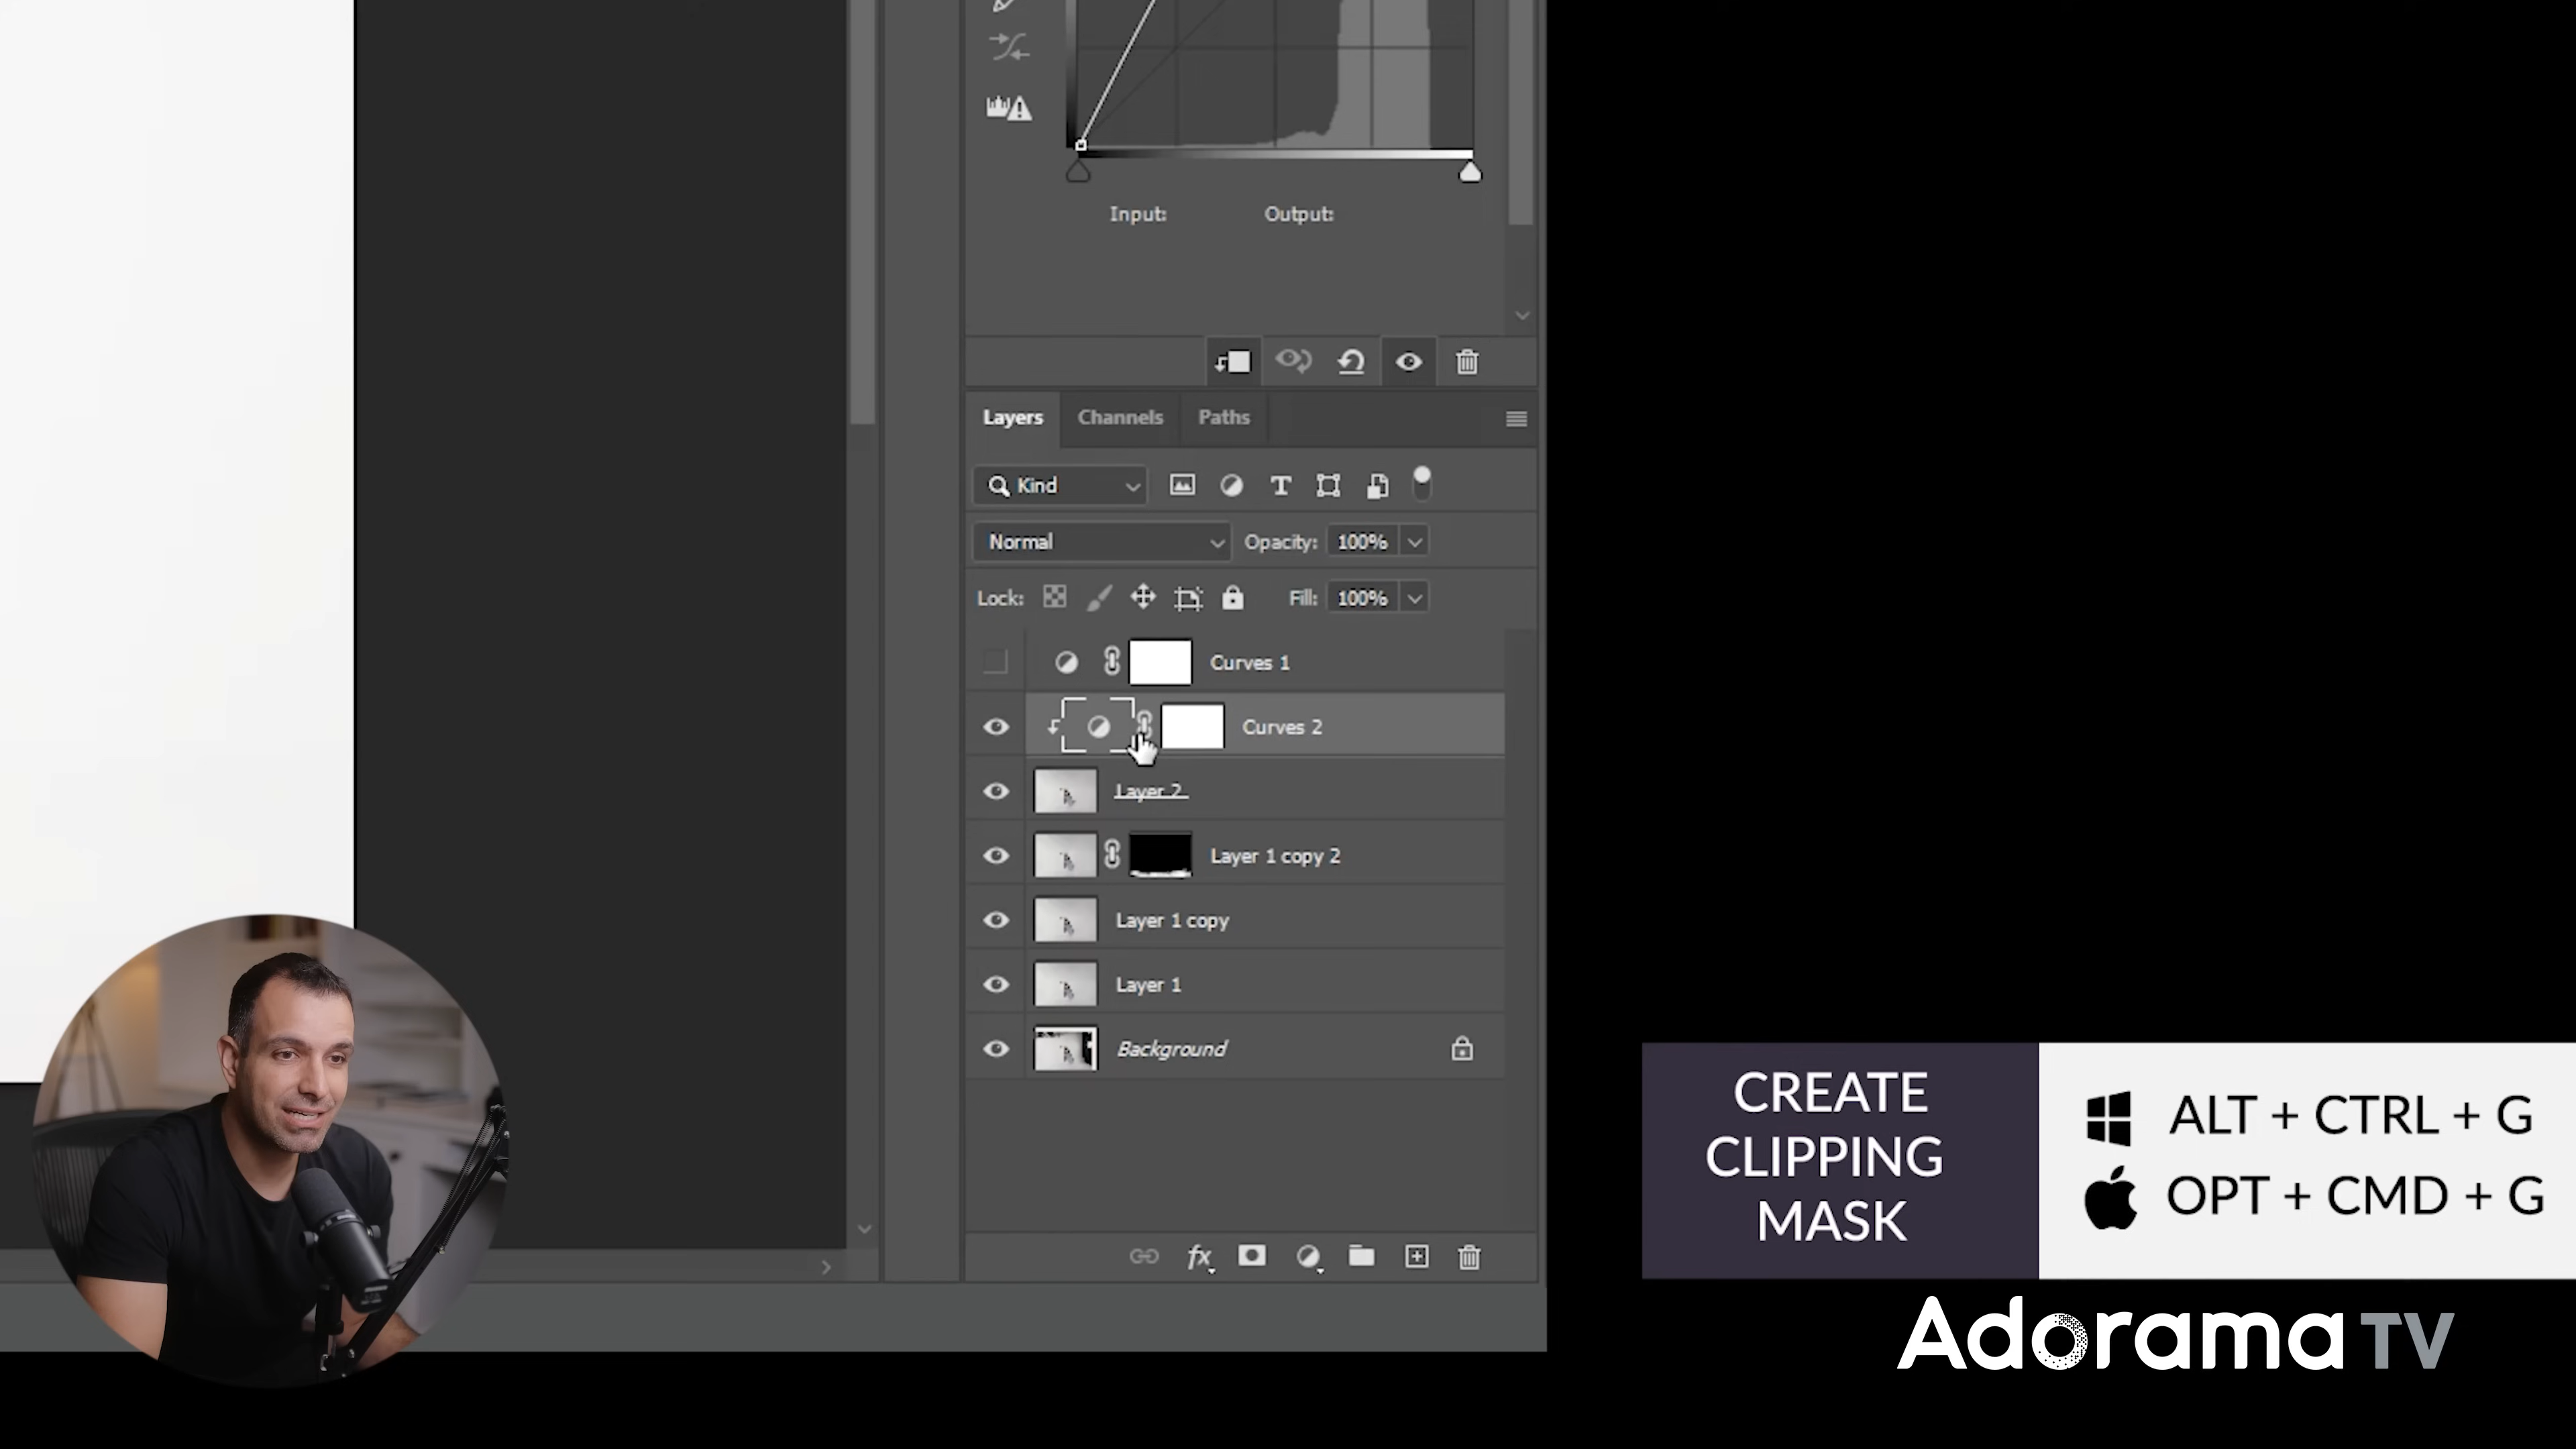 Input: Output:
Layers Channels Paths
Kind T
Normal Opacity: 100%
Lock: Fill: 100%
Curves 1
Curves 2
Layer 2
Layer 1 copy 2
Layer 1 copy
Layer 1
Background
fx
CREATE
CLIPPING
MASK
ALT + CTRL + G
OPT + CMD + G
Adorama TV